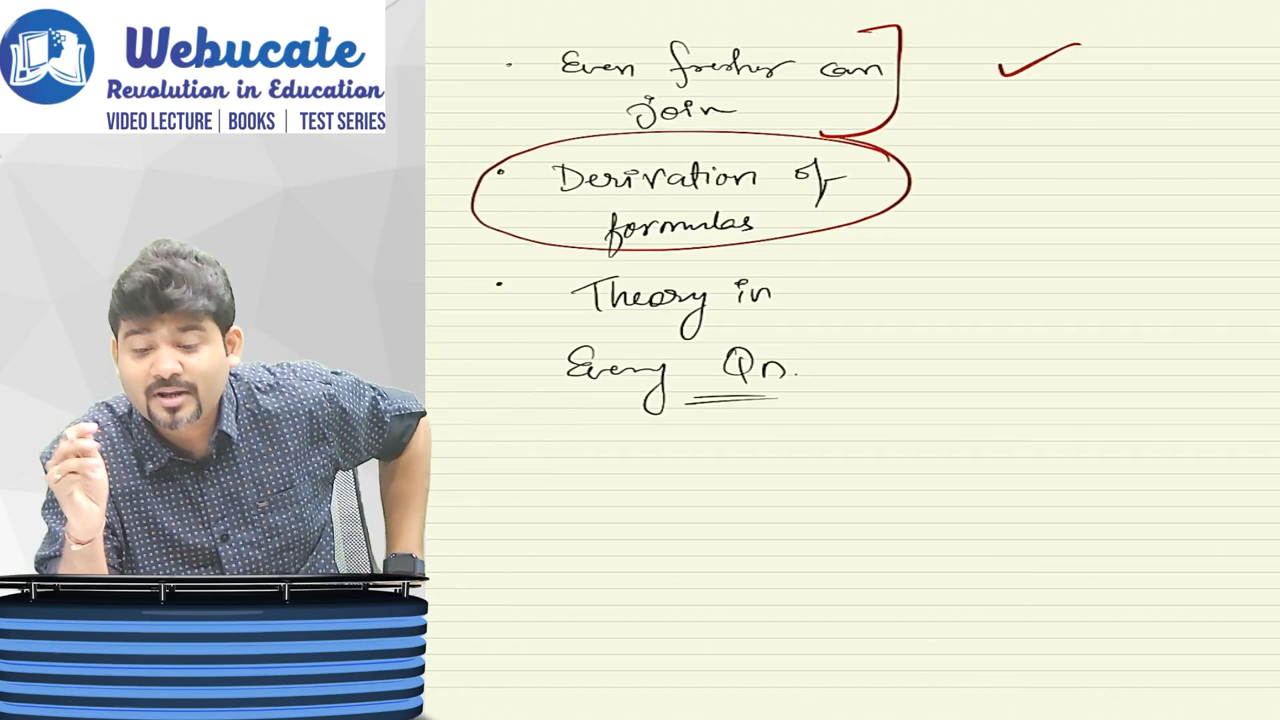 Webucate
Revolution in Education
VIDEO LECTURE | BOOKS | TEST SERIES
· Even fresher can
join
· Derivation of
formulas
· Theory in
Every Qn.